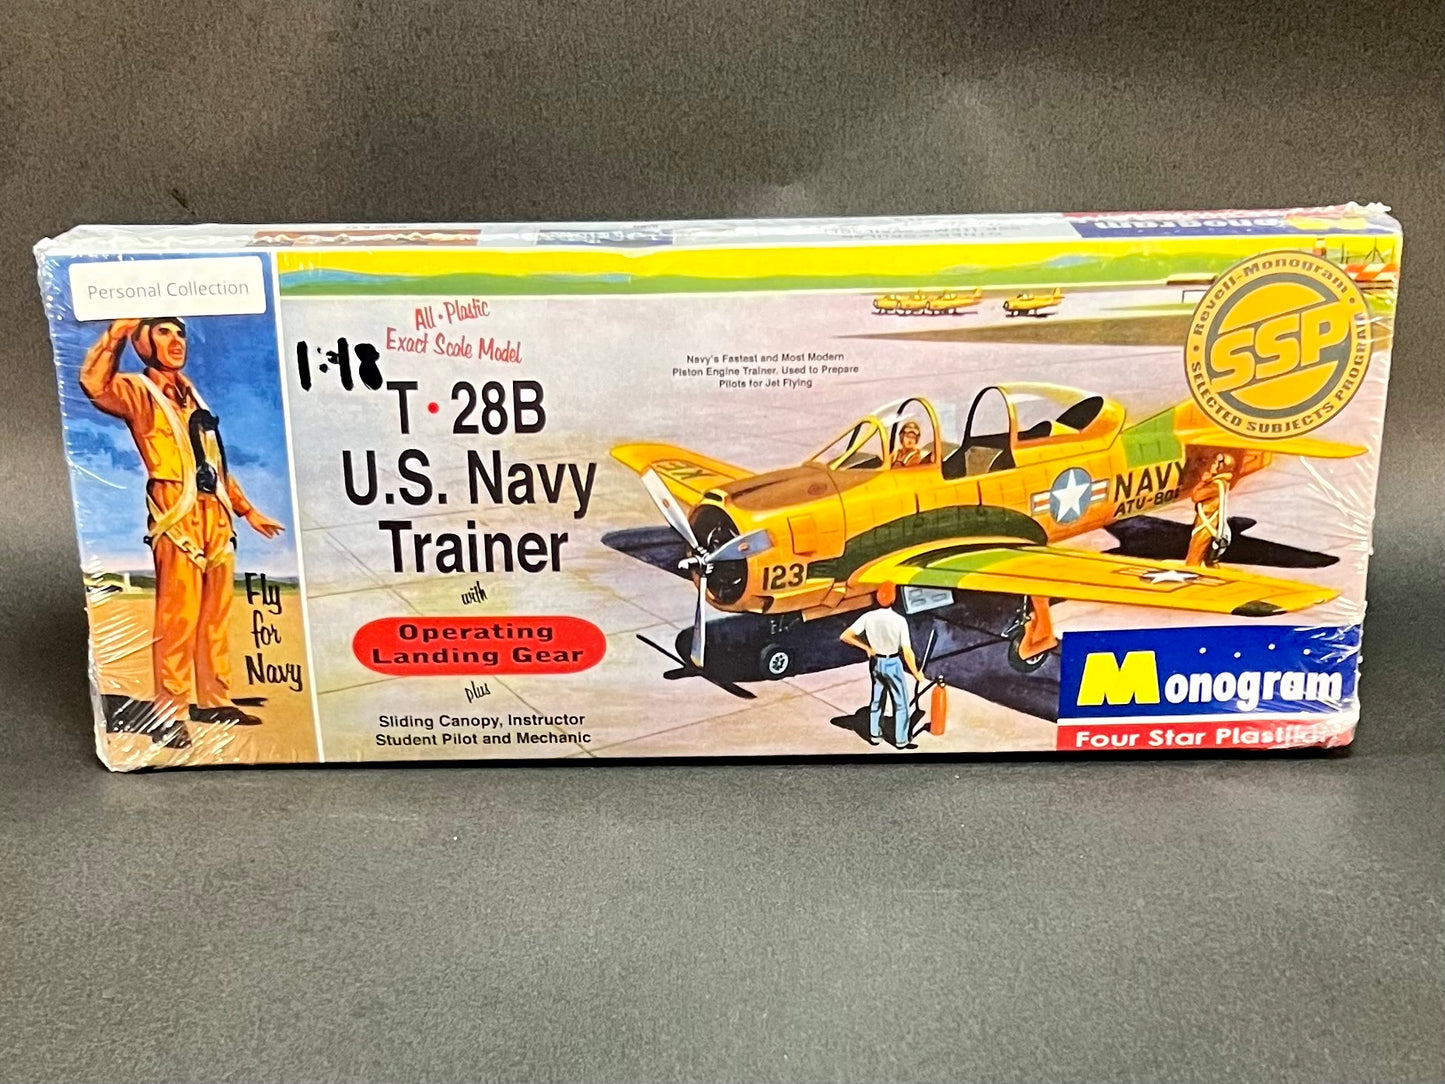 Personal Collection
All • Plastic
Exact Scale Model
1:48
T • 28B
U.S. Navy
Trainer
with
Operating
Landing Gear
plus
Sliding Canopy, Instructor
Student Pilot and Mechanic
Fly
for
Navy
Navy's Fastest and Most Modern
Piston Engine Trainer. Used to Prepare
Pilots for Jet Flying
Revell-Monogram
SSP
SELECTED SUBJECTS PROGRAM
NAVY
123
Monogram
Four Star Plastikit